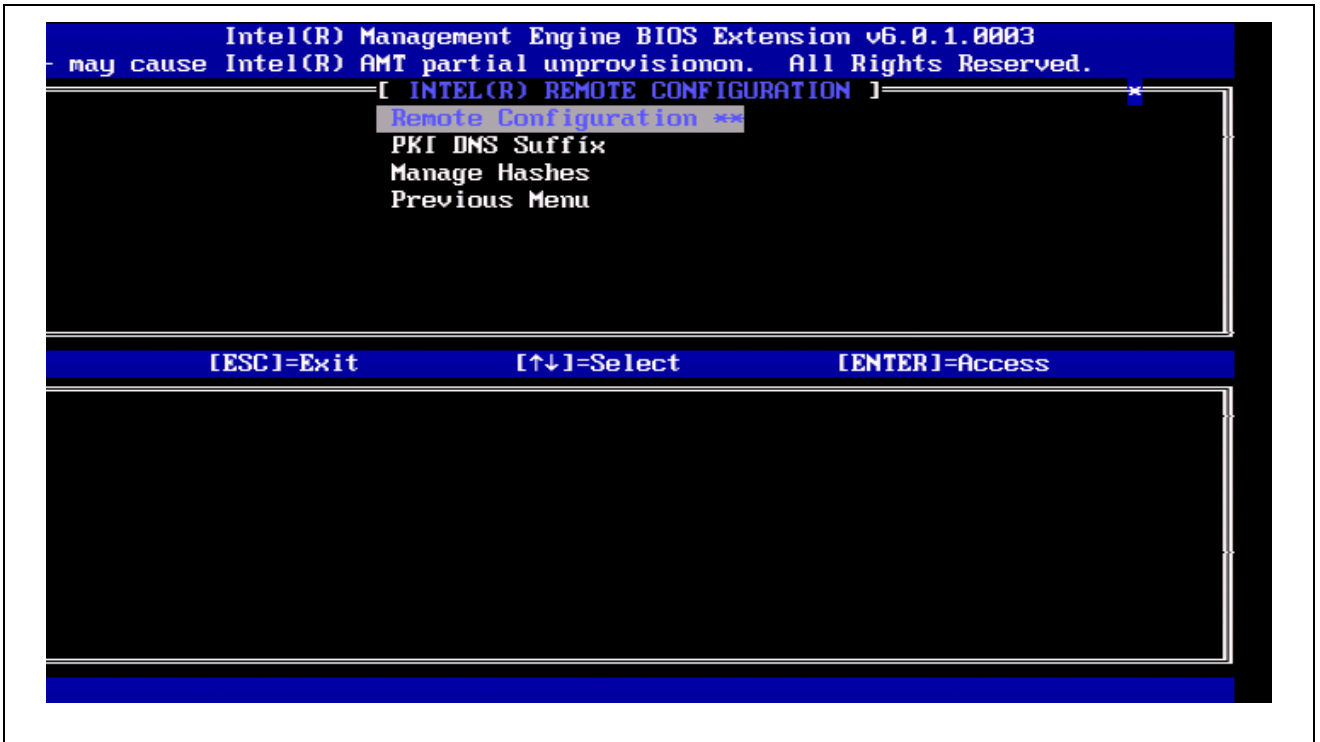 Intel(R) Management Engine BIOS Extension v6.0.1.0003
- may cause Intel(R) AMT partial unprovisionon.  All Rights Reserved.
[ INTEL(R) REMOTE CONFIGURATION ]
*
Remote Configuration **
PKI DNS Suffix
Manage Hashes
Previous Menu
[ESC]=Exit [↑↓]=Select [ENTER]=Access